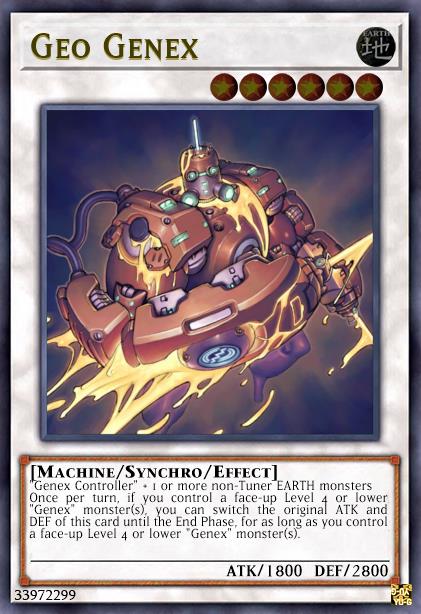 Geo Genex
EARTH
地
[Machine/Synchro/Effect]
"Genex Controller" + 1 or more non-Tuner EARTH monsters
Once per turn, if you control a face-up Level 4 or lower
"Genex" monster(s), you can switch the original ATK and
DEF of this card until the End Phase, for as long as you control
a face-up Level 4 or lower "Genex" monster(s).
ATK/1800 DEF/2800
33972299